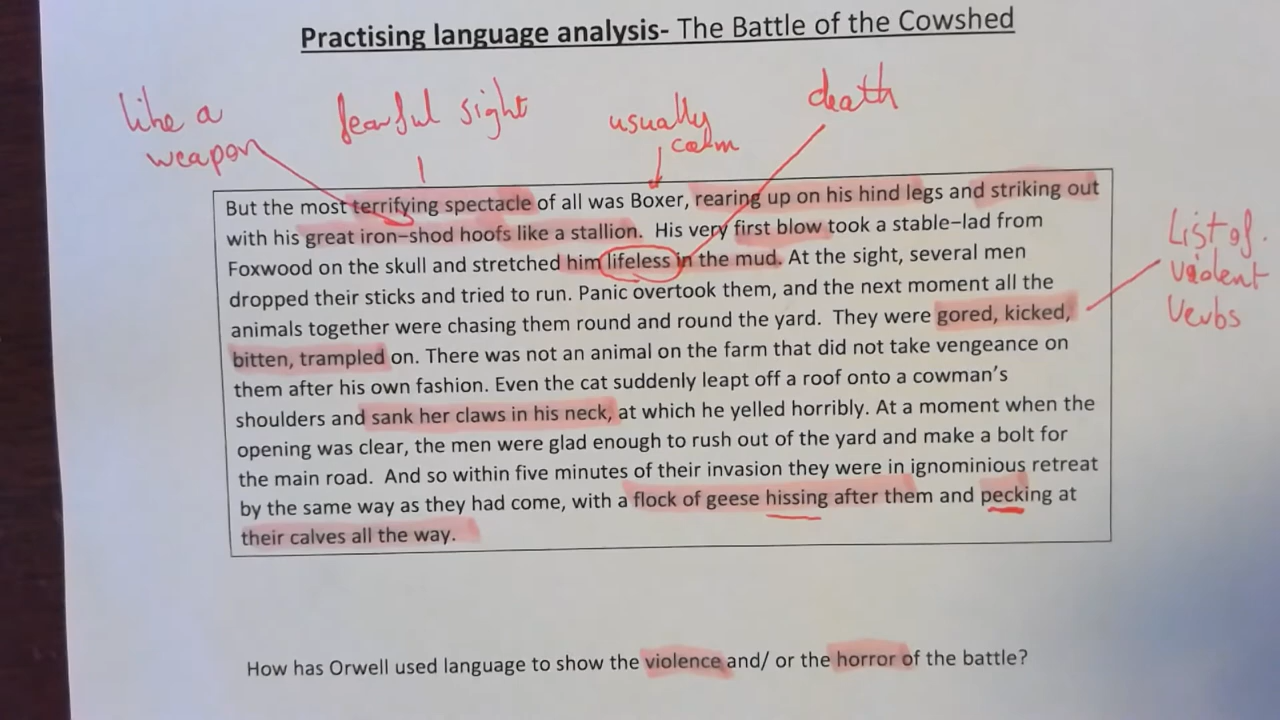 Practising language analysis- The Battle of the Cowshed
like a
weapon
fearful sight
usually
calm
death
But the most terrifying spectacle of all was Boxer, rearing up on his hind legs and striking out
with his great iron-shod hoofs like a stallion. His very first blow took a stable-lad from
Foxwood on the skull and stretched him lifeless in the mud. At the sight, several men
dropped their sticks and tried to run. Panic overtook them, and the next moment all the
animals together were chasing them round and round the yard. They were gored, kicked,
bitten, trampled on. There was not an animal on the farm that did not take vengeance on
them after his own fashion. Even the cat suddenly leapt off a roof onto a cowman's
shoulders and sank her claws in his neck, at which he yelled horribly. At a moment when the
opening was clear, the men were glad enough to rush out of the yard and make a bolt for
the main road. And so within five minutes of their invasion they were in ignominious retreat
by the same way as they had come, with a flock of geese hissing after them and pecking at
their calves all the way.
List of.
violent
verbs
How has Orwell used language to show the violence and/ or the horror of the battle?